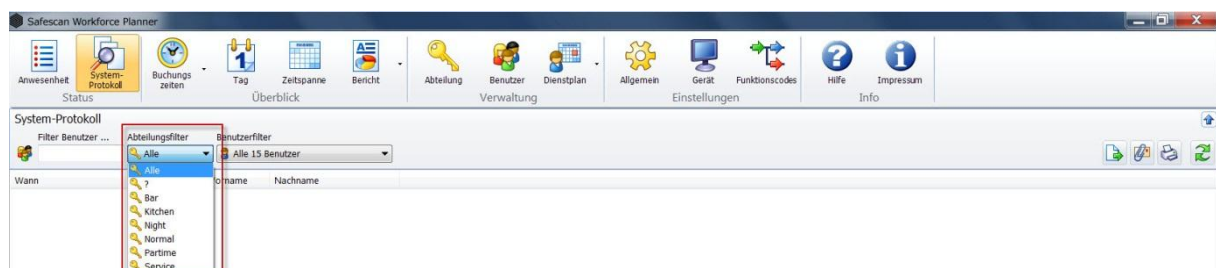 Safescan Workforce Planner
Anwesenheit
System-
Protokoll
Buchungs
zeiten
Tag
Zeitspanne
Bericht
Abteilung
Benutzer
Dienstplan
Allgemein
Gerät
Funktionscodes
Hilfe
Impressum
Status
Überblick
Verwaltung
Einstellungen
Info
System-Protokoll
Filter Benutzer ...
Abteilungsfilter
Benutzerfilter
Alle
Alle 15 Benutzer
Wann
Vorname
Nachname
Alle
?
Bar
Kitchen
Night
Normal
Partime
Service